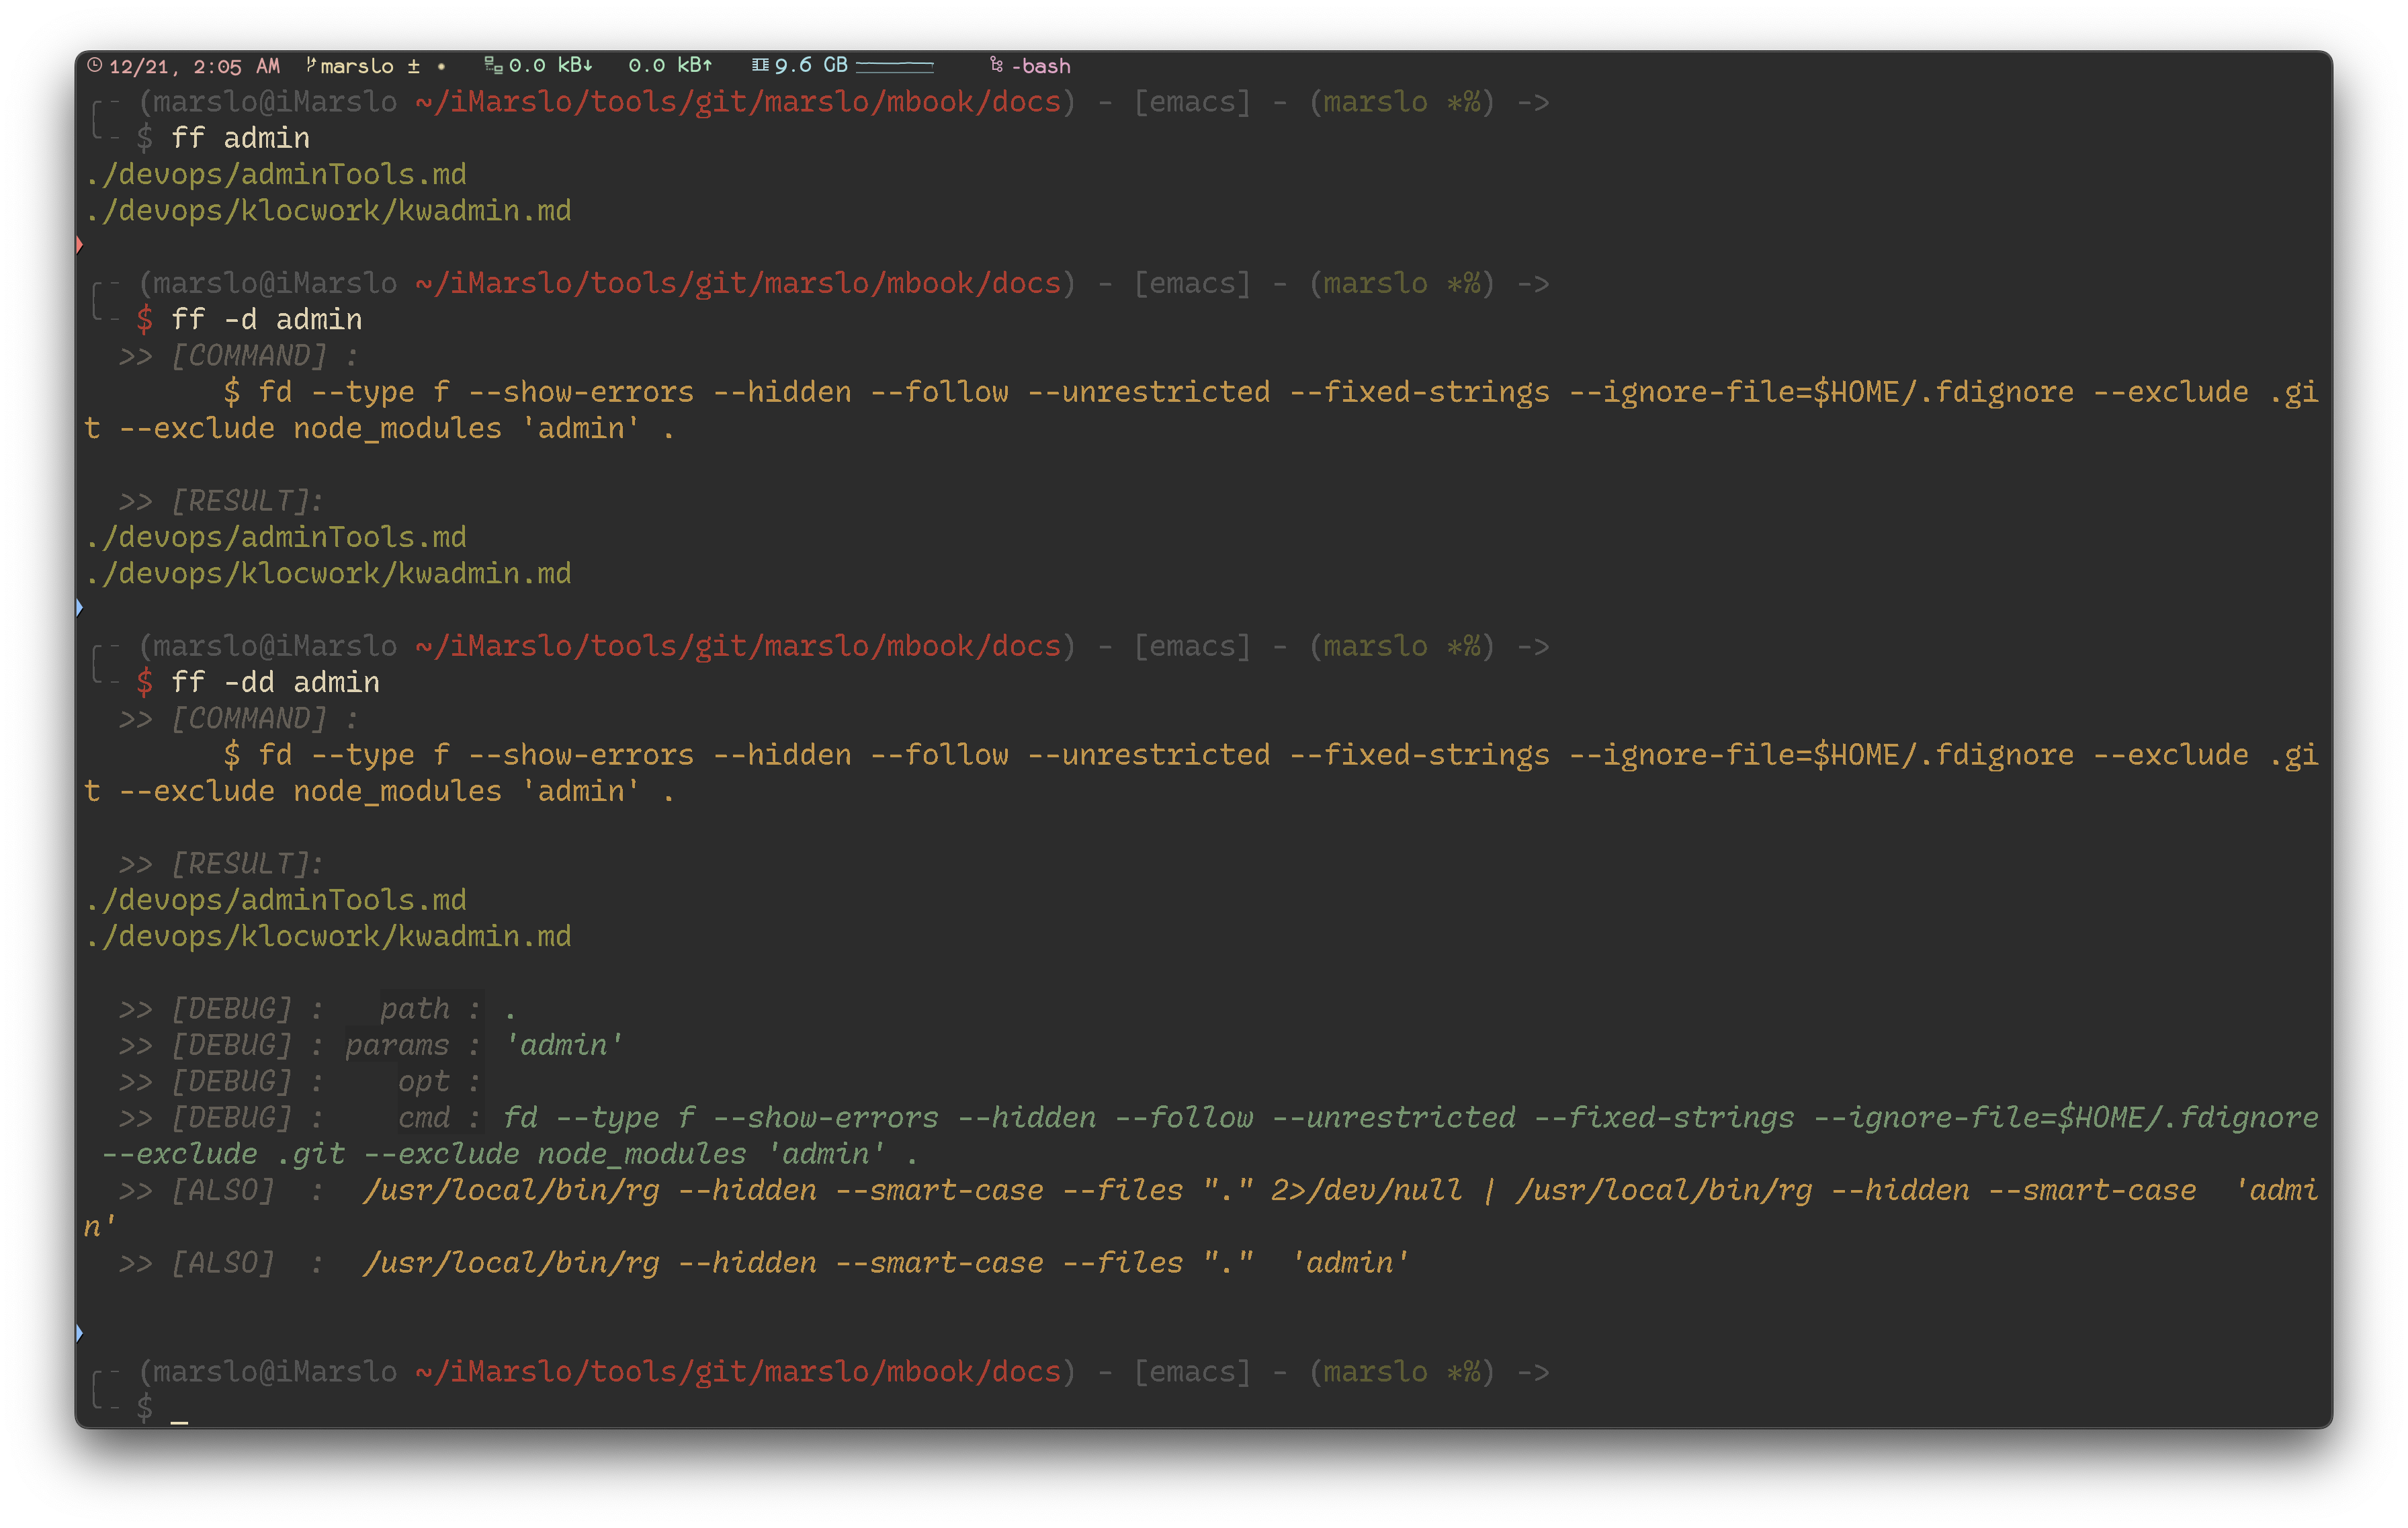 12/21, 2:05 AM marslo ± • 0.0 kB↓ 0.0 kB↑ 9.6 GB -bash
(marslo@iMarslo ~/iMarslo/tools/git/marslo/mbook/docs) - [emacs] - (marslo *%) ->
$ ff admin
./devops/adminTools.md
./devops/klocwork/kwadmin.md
(marslo@iMarslo ~/iMarslo/tools/git/marslo/mbook/docs) - [emacs] - (marslo *%) ->
$ ff -d admin
>> [COMMAND] :
$ fd --type f --show-errors --hidden --follow --unrestricted --fixed-strings --ignore-file=$HOME/.fdignore --exclude .gi
t --exclude node_modules 'admin' .
>> [RESULT]:
./devops/adminTools.md
./devops/klocwork/kwadmin.md
(marslo@iMarslo ~/iMarslo/tools/git/marslo/mbook/docs) - [emacs] - (marslo *%) ->
$ ff -dd admin
>> [COMMAND] :
$ fd --type f --show-errors --hidden --follow --unrestricted --fixed-strings --ignore-file=$HOME/.fdignore --exclude .gi
t --exclude node_modules 'admin' .
>> [RESULT]:
./devops/adminTools.md
./devops/klocwork/kwadmin.md
>> [DEBUG] : path : .
>> [DEBUG] : params : 'admin'
>> [DEBUG] : opt :
>> [DEBUG] : cmd : fd --type f --show-errors --hidden --follow --unrestricted --fixed-strings --ignore-file=$HOME/.fdignore
--exclude .git --exclude node_modules 'admin' .
>> [ALSO] : /usr/local/bin/rg --hidden --smart-case --files "." 2>/dev/null | /usr/local/bin/rg --hidden --smart-case 'admi
n'
>> [ALSO] : /usr/local/bin/rg --hidden --smart-case --files "." 'admin'
(marslo@iMarslo ~/iMarslo/tools/git/marslo/mbook/docs) - [emacs] - (marslo *%) ->
$ _